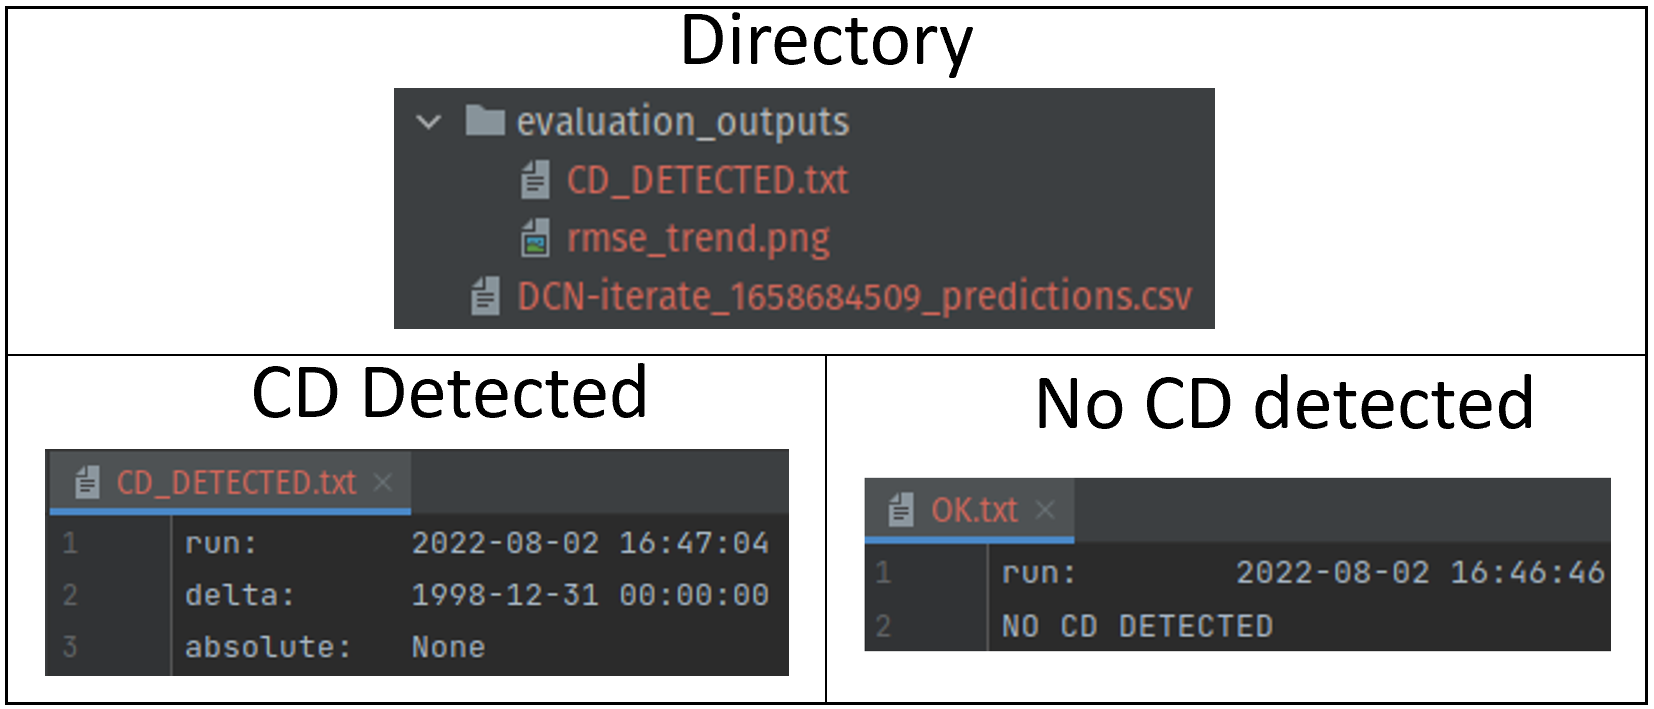 Directory
evaluation_outputs
CD_DETECTED.txt
rmse_trend.png
DCN-iterate_1658684509_predictions.csv
CD Detected
CD_DETECTED.txt
1 run: 2022-08-02 16:47:04
2 delta: 1998-12-31 00:00:00
3 absolute: None
No CD detected
OK.txt
1 run: 2022-08-02 16:46:46
2 NO CD DETECTED